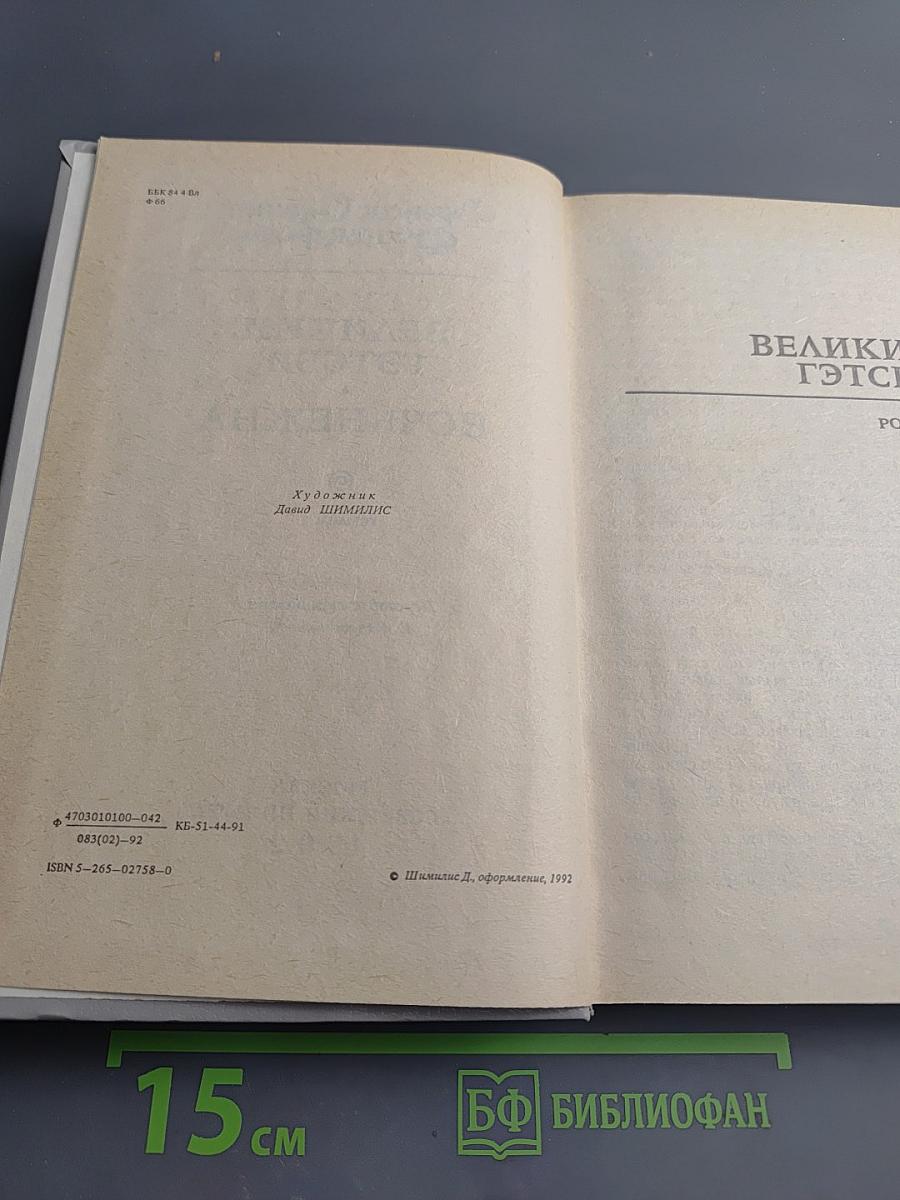 ББК 84 4 Вл
Ф 66
Художник
Давид ШИМИЛИС
Ф 4703010100—042
083(02)—92
КБ-51-44-91
ISBN 5—265—02758—0
© Шимилис Д., оформление, 1992
ВЕЛИКИ
ГЭТС
РО
15 см
БФ БИБЛИОФАН